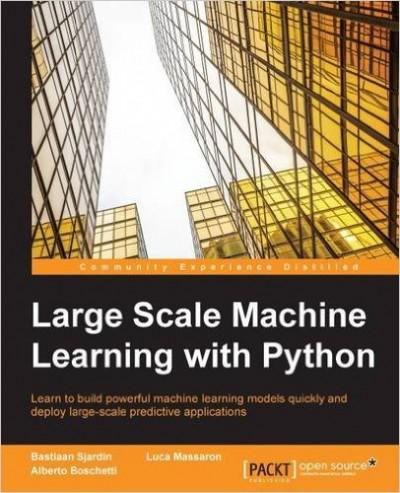 Community Experience Distilled
Large Scale Machine
Learning with Python
Learn to build powerful machine learning models quickly and
deploy large-scale predictive applications
Bastiaan Sjardin Luca Massaron
Alberto Boschetti
[PACKT] open source*
PUBLISHING